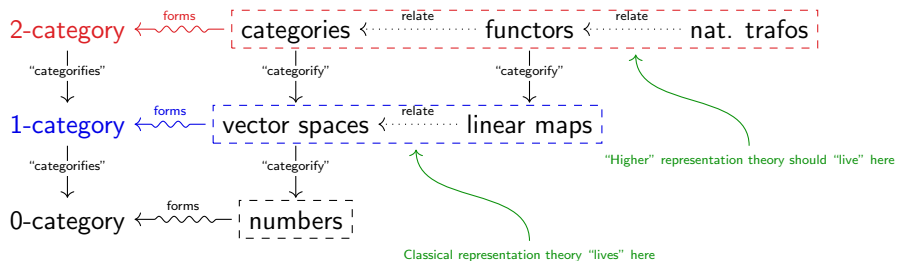 2-category forms categories relate functors relate nat. trafos
“categorifies” “categorify” “categorify”
1-category forms vector spaces relate linear maps
“categorifies” “categorify” “Higher” representation theory should “live” here
0-category forms numbers
Classical representation theory “lives” here